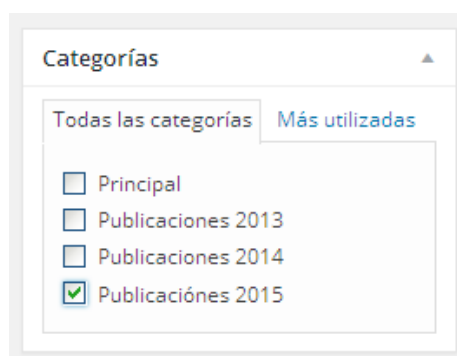 Categorías
Todas las categorías Más utilizadas
Principal
Publicaciones 2013
Publicaciones 2014
Publicaciónes 2015